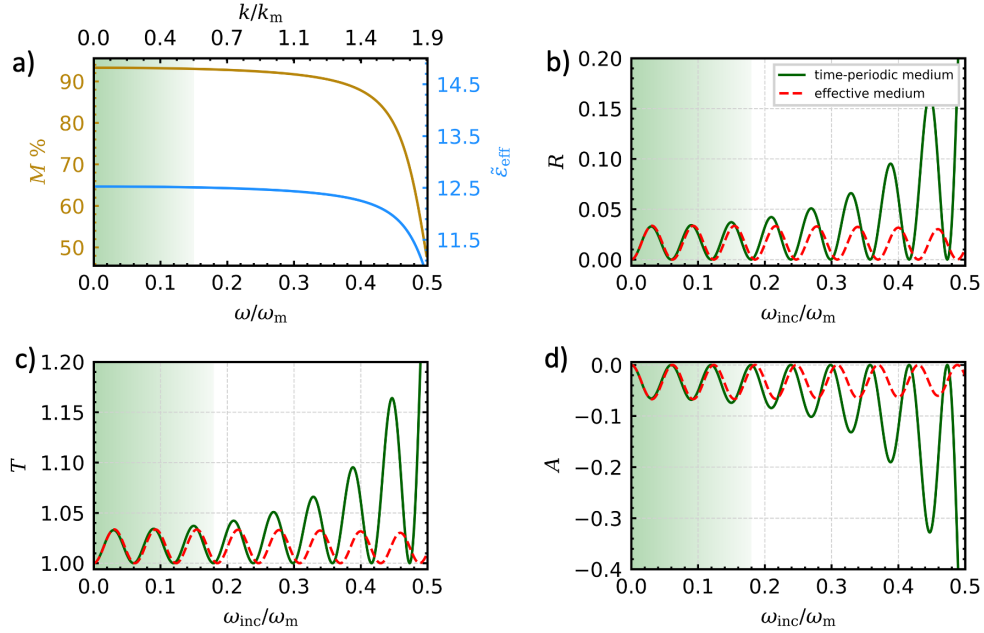 k/k_m
0.0 0.4 0.7 1.1 1.4 1.9
a)
M %
90
80
70
60
50
14.5
13.5
12.5
11.5
ε̃_eff
0.0 0.1 0.2 0.3 0.4 0.5
ω/ω_m
b)
R
0.20
0.15
0.10
0.05
0.00
time-periodic medium
effective medium
0.0 0.1 0.2 0.3 0.4 0.5
ω_inc/ω_m
c)
T
1.20
1.15
1.10
1.05
1.00
0.0 0.1 0.2 0.3 0.4 0.5
ω_inc/ω_m
d)
A
0.0
−0.1
−0.2
−0.3
−0.4
0.0 0.1 0.2 0.3 0.4 0.5
ω_inc/ω_m